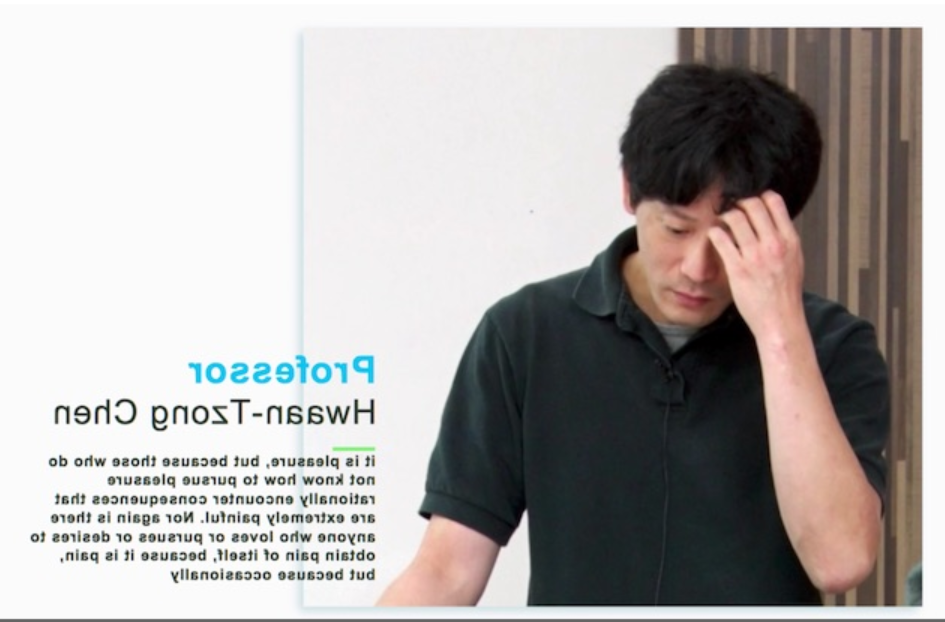 Professor
Hwaan-Tzong Chen
it is pleasure, but because those who do
not know how to pursue pleasure
rationally encounter consequences that
are extremely painful. Nor again is there
anyone who loves or pursues or desires to
obtain pain of itself, because it is pain,
but because occasionally